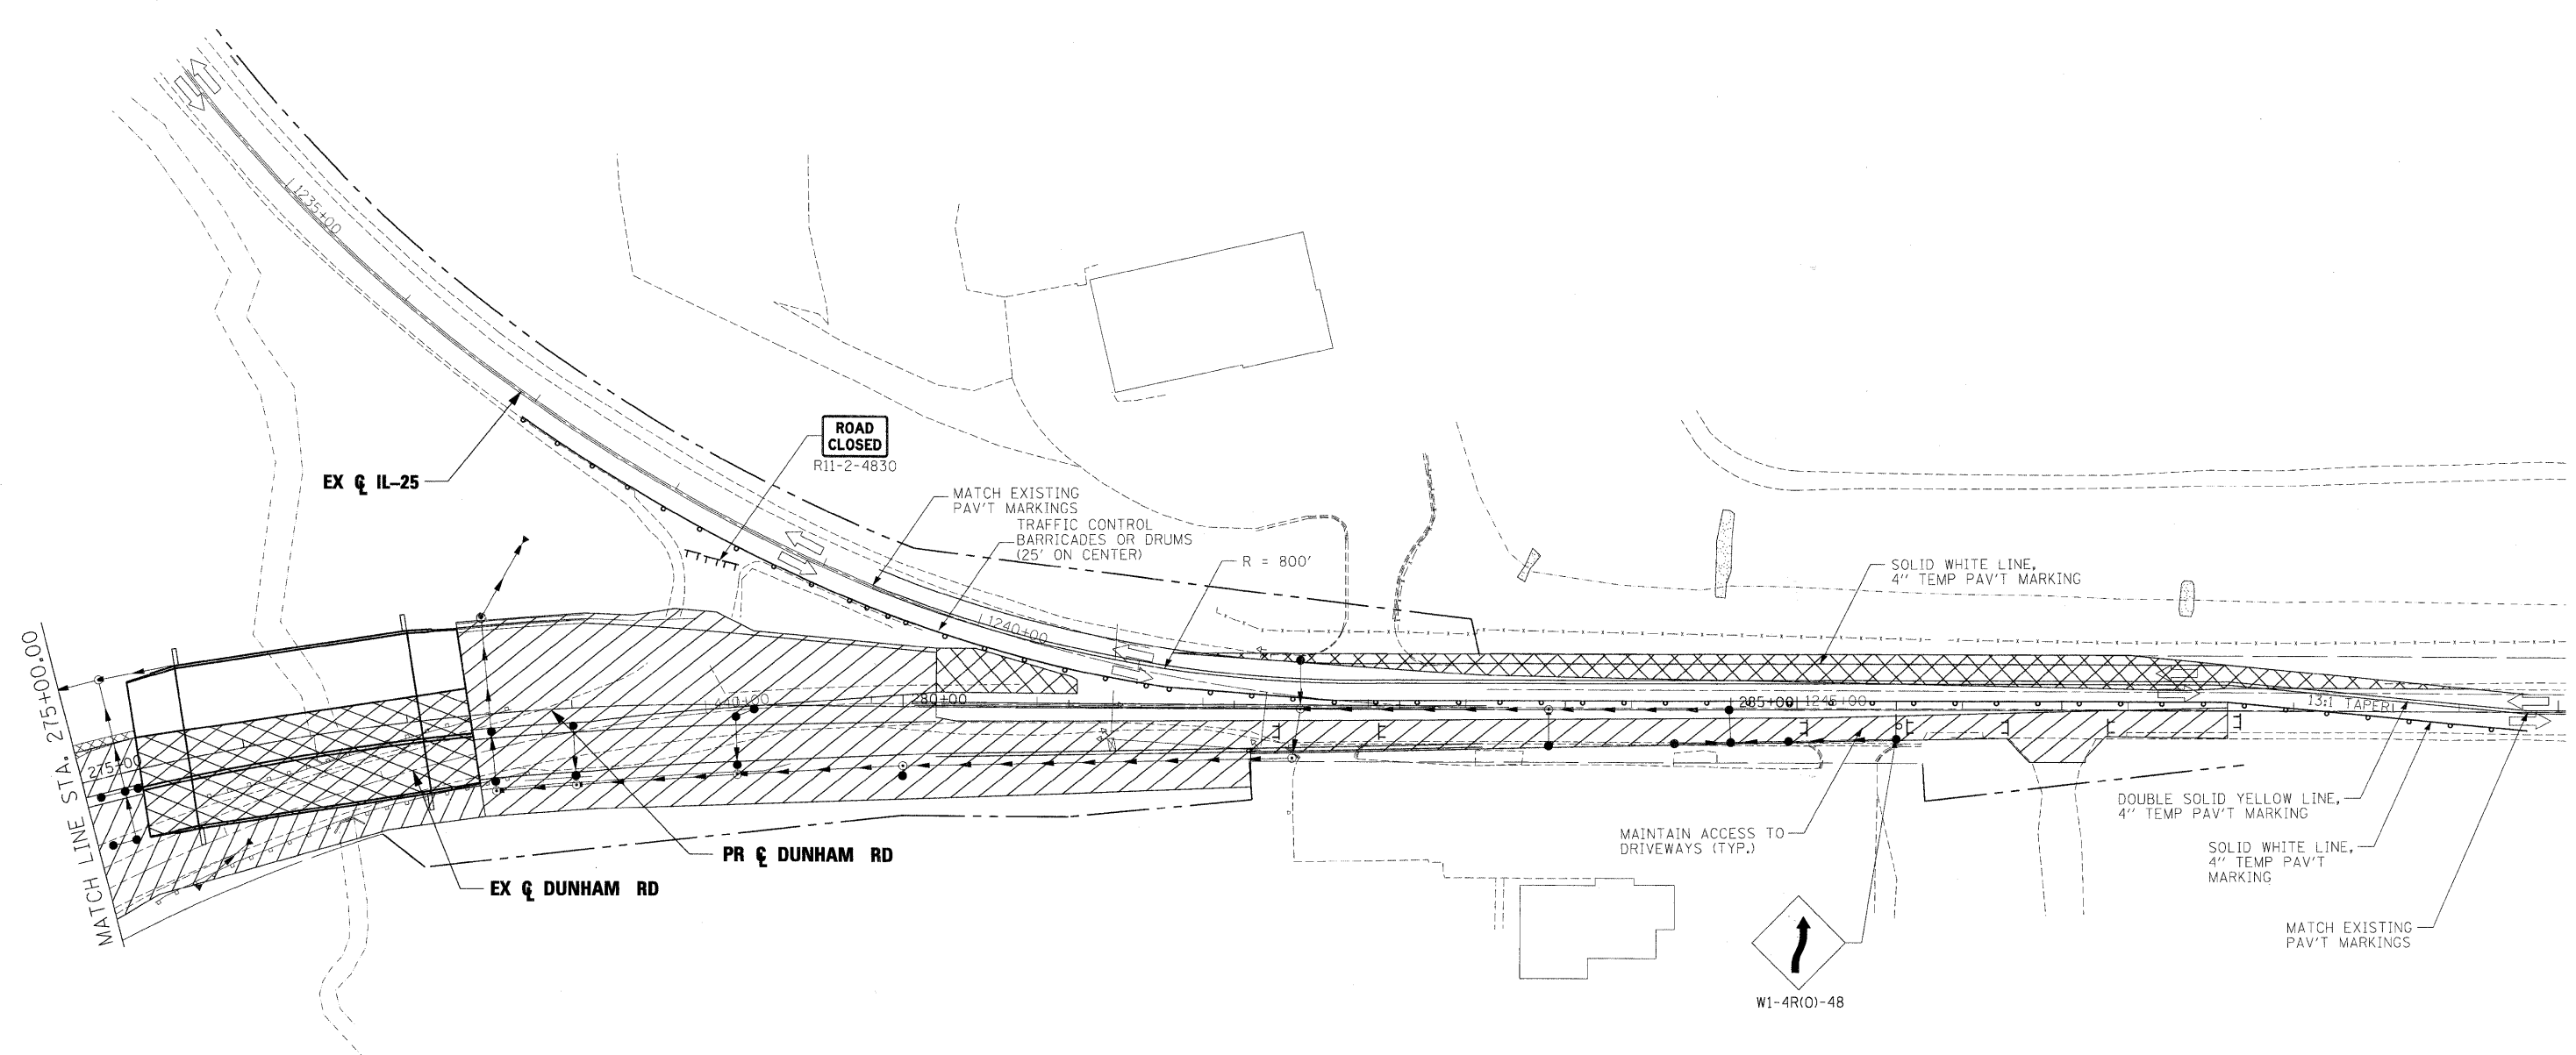 1235+00
ROAD
CLOSED
R11-2-4830
EX ℄ IL-25
MATCH EXISTING
PAV'T MARKINGS
TRAFFIC CONTROL
BARRICADES OR DRUMS
(25' ON CENTER)
R = 800'
SOLID WHITE LINE,
4" TEMP PAV'T MARKING
1240+00
MATCH LINE STA. 275+00.00
275+00
280+00
285+00
1245+00
13:1 TAPER
DOUBLE SOLID YELLOW LINE,
4" TEMP PAV'T MARKING
MAINTAIN ACCESS TO
DRIVEWAYS (TYP.)
SOLID WHITE LINE,
4" TEMP PAV'T
MARKING
PR ℄ DUNHAM RD
EX ℄ DUNHAM RD
MATCH EXISTING
PAV'T MARKINGS
W1-4R(O)-48